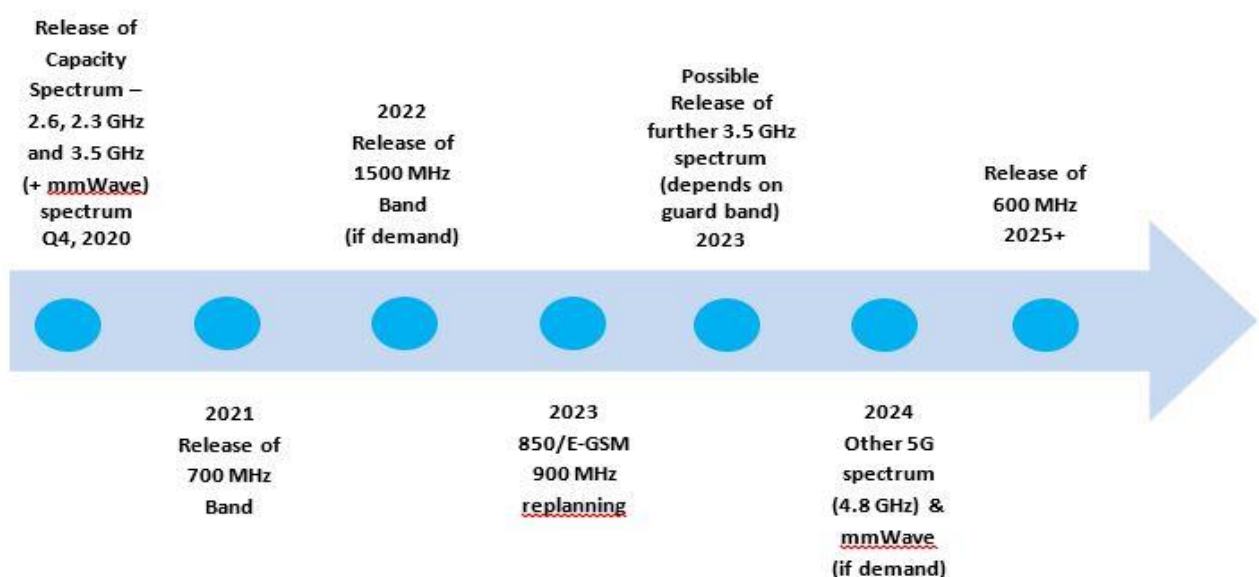 Release of
Capacity
Spectrum –
2.6, 2.3 GHz
and 3.5 GHz
(+ mmWave)
spectrum
Q4, 2020
2021
Release of
700 MHz
Band
2022
Release of
1500 MHz
Band
(if demand)
2023
850/E-GSM
900 MHz
replanning
Possible
Release of
further 3.5 GHz
spectrum
(depends on
guard band)
2023
2024
Other 5G
spectrum
(4.8 GHz) &
mmWave
(if demand)
Release of
600 MHz
2025+